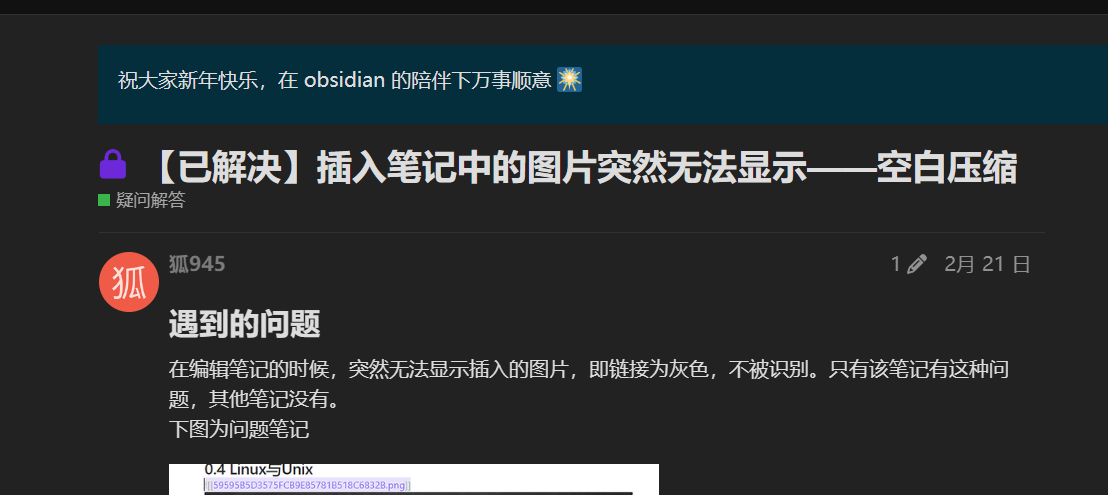 祝大家新年快乐，在 obsidian 的陪伴下万事顺意
【已解决】插入笔记中的图片突然无法显示——空白压缩
疑问解答
狐
狐945
1
2月 21 日
遇到的问题
在编辑笔记的时候，突然无法显示插入的图片，即链接为灰色，不被识别。只有该笔记有这种问
题，其他笔记没有。
下图为问题笔记
0.4 Linux与Unix